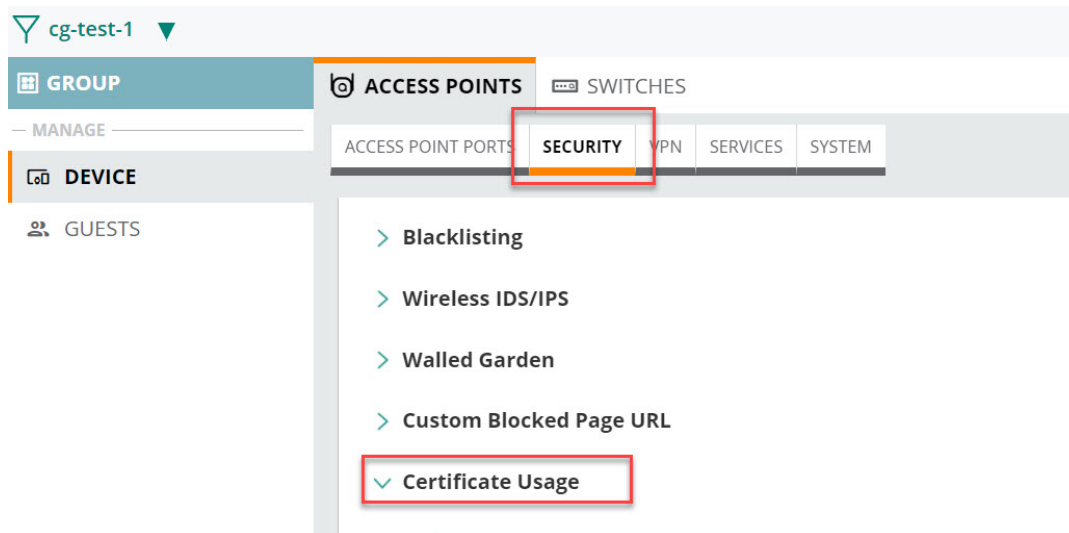 cg-test-1
GROUP
MANAGE
DEVICE
GUESTS
ACCESS POINTS
SWITCHES
ACCESS POINT PORTS
SECURITY
VPN
SERVICES
SYSTEM
Blacklisting
Wireless IDS/IPS
Walled Garden
Custom Blocked Page URL
Certificate Usage